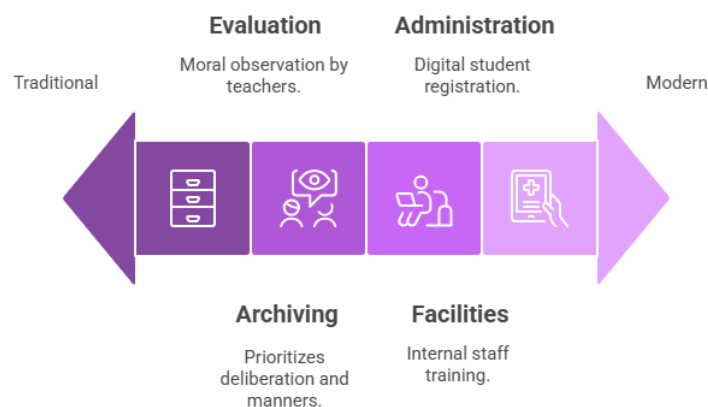 Evaluation
Administration
Moral observation by
teachers.
Digital student
registration.
Traditional
Modern
Archiving
Facilities
Prioritizes
deliberation and
manners.
Internal staff
training.